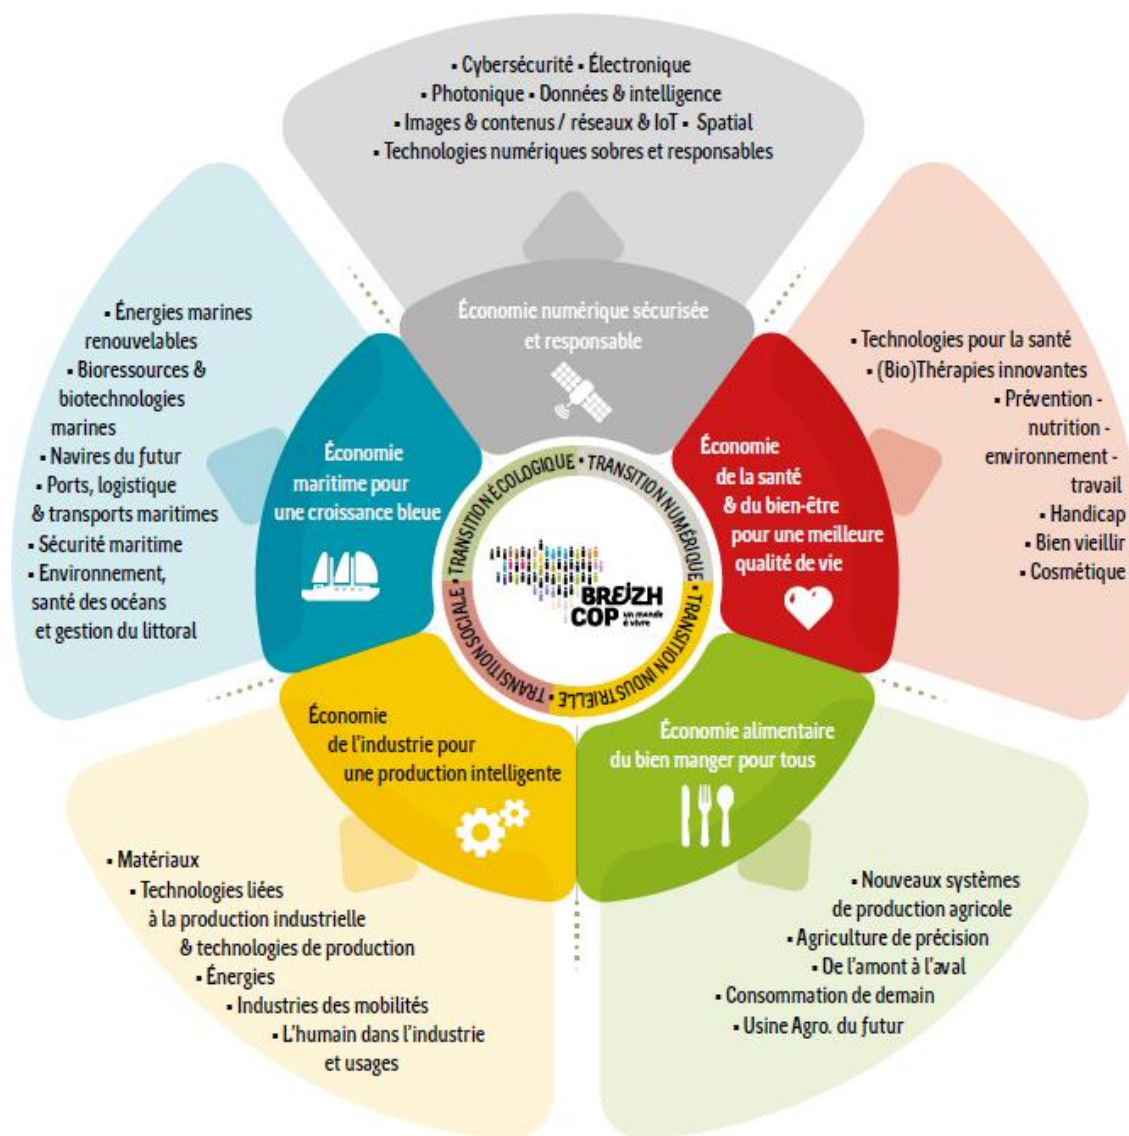 ▪ Cybersécurité ▪ Électronique
▪ Photonique ▪ Données & intelligence
▪ Images & contenus / réseaux & IoT ▪ Spatial
▪ Technologies numériques sobres et responsables
Économie numérique sécurisée
et responsable
▪ Énergies marines
renouvelables
▪ Bioressources &
biotechnologies
marines
▪ Navires du futur
▪ Ports, logistique
& transports maritimes
▪ Sécurité maritime
▪ Environnement,
santé des océans
et gestion du littoral
Économie
maritime pour
une croissance bleue
▪ Technologies pour la santé
▪ (Bio)Thérapies innovantes
▪ Prévention -
nutrition -
environnement -
travail
▪ Handicap
▪ Bien vieillir
▪ Cosmétique
Économie
de la santé
& du bien-être
pour une meilleure
qualité de vie
TRANSITION ÉCOLOGIQUE ▪ TRANSITION NUMÉRIQUE ▪ TRANSITION INDUSTRIELLE ▪ TRANSITION SOCIALE ▪
BREIZH
COP un monde
à vivre
Économie
de l'industrie pour
une production intelligente
Économie alimentaire
du bien manger pour tous
▪ Matériaux
▪ Technologies liées
à la production industrielle
& technologies de production
▪ Énergies
▪ Industries des mobilités
▪ L'humain dans l'industrie
et usages
▪ Nouveaux systèmes
de production agricole
▪ Agriculture de précision
▪ De l'amont à l'aval
▪ Consommation de demain
▪ Usine Agro. du futur